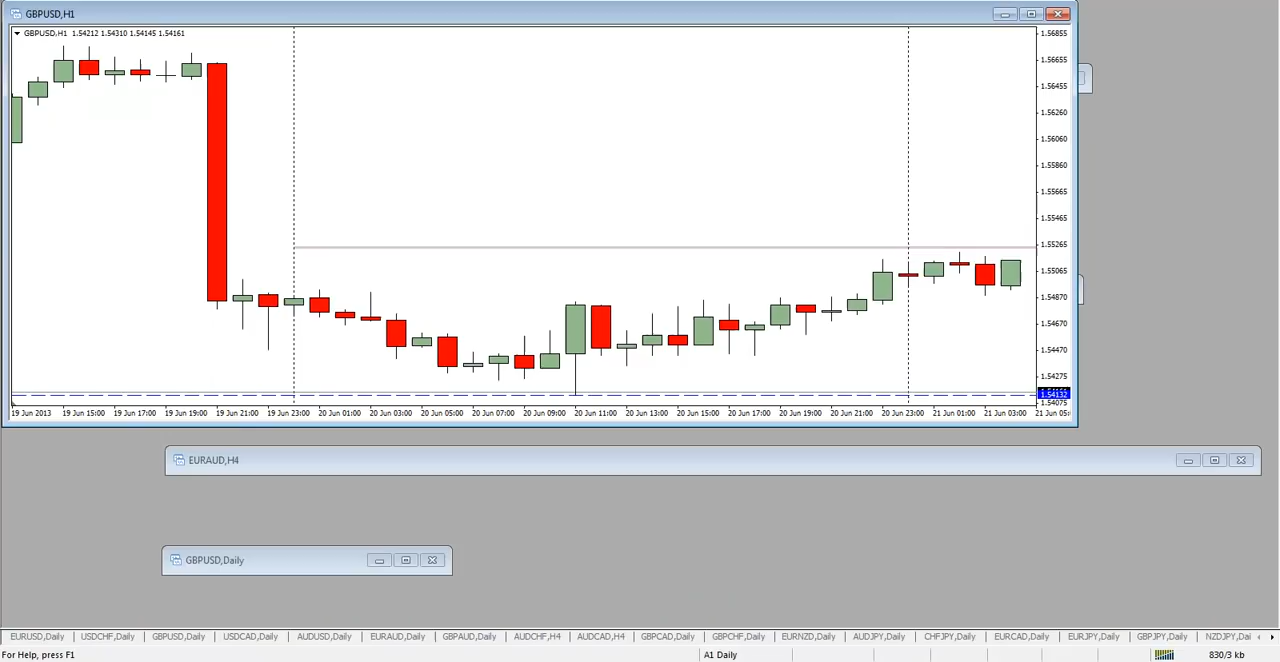 GBPUSD,H1
GBPUSD,H1 1.54212 1.54310 1.54145 1.54161
1.56855
1.56655
1.56455
1.56260
1.56060
1.55860
1.55665
1.55465
1.55265
1.55065
1.54870
1.54670
1.54470
1.54275
1.54132
1.54075
19 Jun 2013 19 Jun 15:00 19 Jun 17:00 19 Jun 19:00 19 Jun 21:00 19 Jun 23:00 20 Jun 01:00 20 Jun 03:00 20 Jun 05:00 20 Jun 07:00 20 Jun 09:00 20 Jun 11:00 20 Jun 13:00 20 Jun 15:00 20 Jun 17:00 20 Jun 19:00 20 Jun 21:00 20 Jun 23:00 21 Jun 01:00 21 Jun 03:00 21 Jun
EURAUD,H4
GBPUSD,Daily
EURUSD,Daily USDCHF,Daily GBPUSD,Daily USDCAD,Daily AUDUSD,Daily EURAUD,Daily GBPAUD,Daily AUDCHF,H4 AUDCAD,H4 GBPCAD,Daily GBPCHF,Daily EURNZD,Daily AUDJPY,Daily CHFJPY,Daily EURCAD,Daily EURJPY,Daily GBPJPY,Daily NZDJPY,Dai
For Help, press F1 A1 Daily 830/3 kb